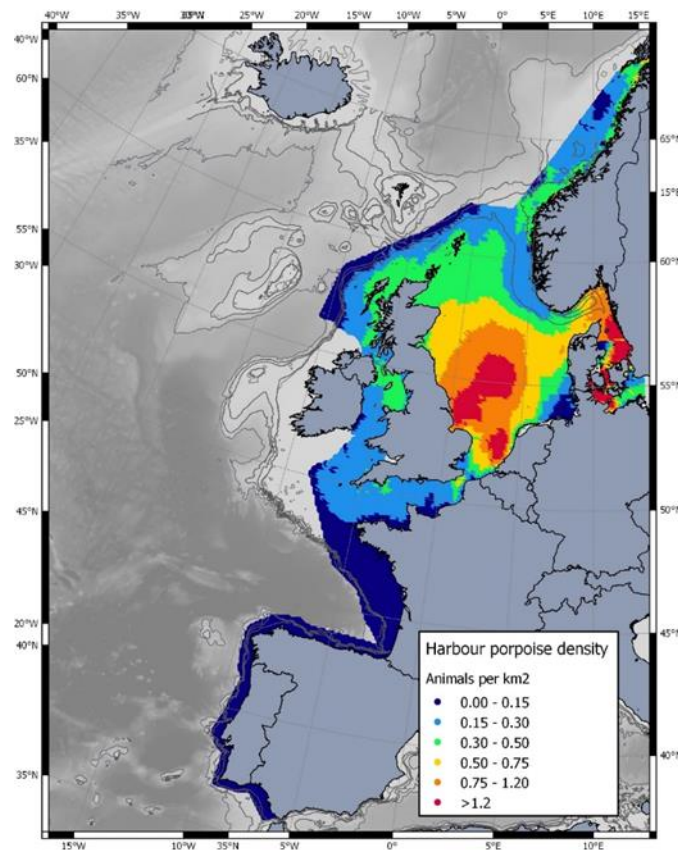 40°W 15°W 10°W 5°W 0°E 5°E 10°E 15°E
40°W
60°N
35°W
65°N
15°E
55°N
30°W
60°N
50°N
25°W
55°N
45°N
50°N
20°W
40°N
45°N
Harbour porpoise density
Animals per km2
0.00 - 0.15
0.15 - 0.30
0.30 - 0.50
0.50 - 0.75
0.75 - 1.20
>1.2
40°N
35°N
15°W 10°W 35°N 5°W 0°E 5°E 10°E